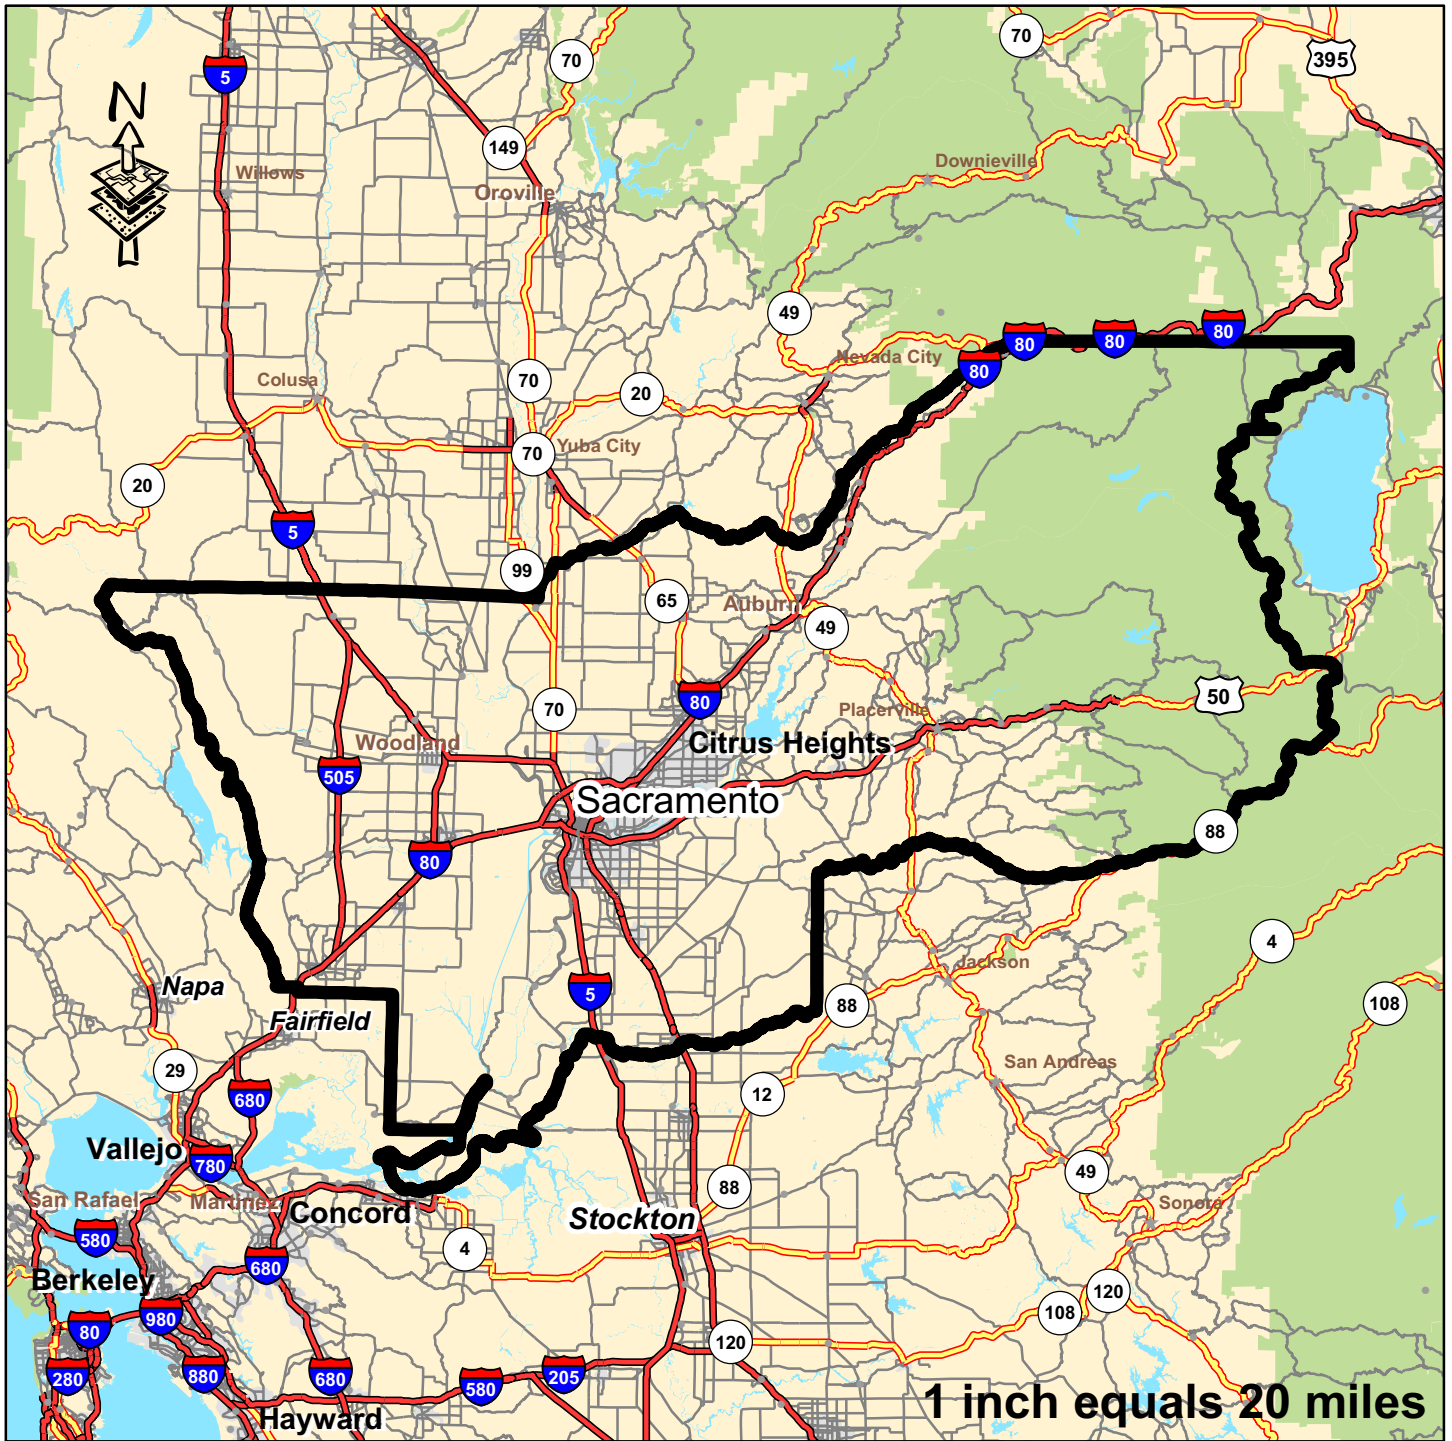 70
70
395
5
N
149
Downieville
Willows
Oroville
49
80
80
80
Nevada City
80
Colusa
70
20
70
Yuba City
20
5
99
65
Auburn
49
80
50
70
Placerville
Woodland
Citrus Heights
505
Sacramento
88
80
4
Jackson
Napa
5
88
108
Fairfield
San Andreas
29
680
12
Vallejo
780
49
88
San Rafael
Martinez
Concord
Sonora
Stockton
580
4
680
Berkeley
120
980
108
80
120
280
880
680
580
205
1 inch equals 20 miles
Hayward